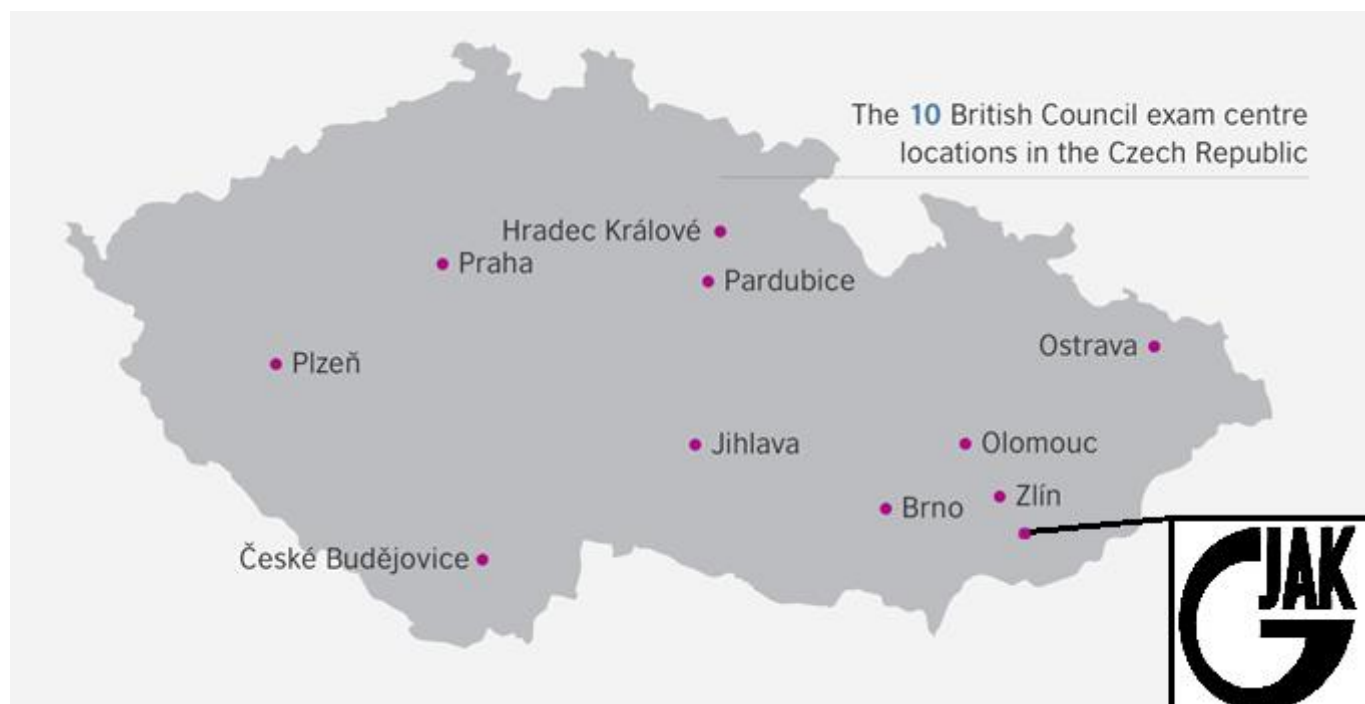 The 10 British Council exam centre
locations in the Czech Republic
Hradec Králové
Praha
Pardubice
Ostrava
Plzeň
Jihlava
Olomouc
Zlín
Brno
České Budějovice
G JAK